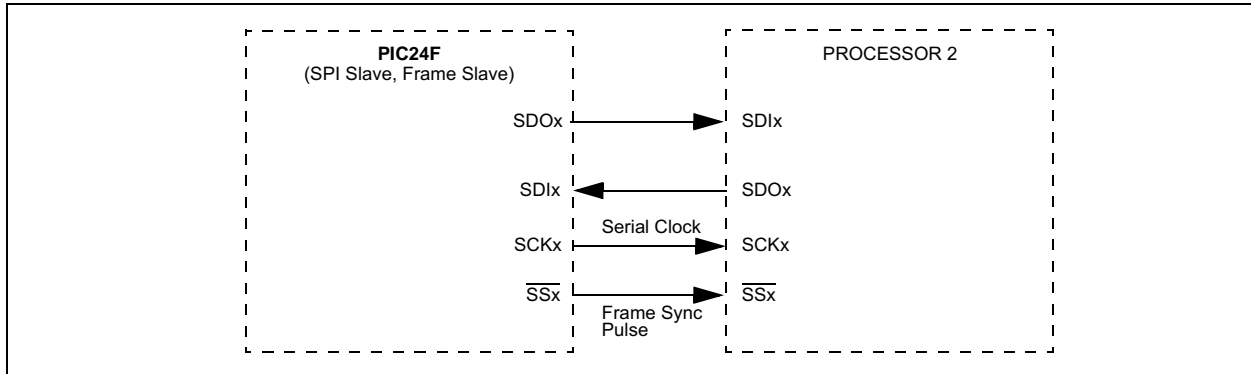 PIC24F
(SPI Slave, Frame Slave)
PROCESSOR 2
SDOx
SDIx
SDIx
SDOx
Serial Clock
SCKx
SCKx
SSx
SSx
Frame Sync
Pulse